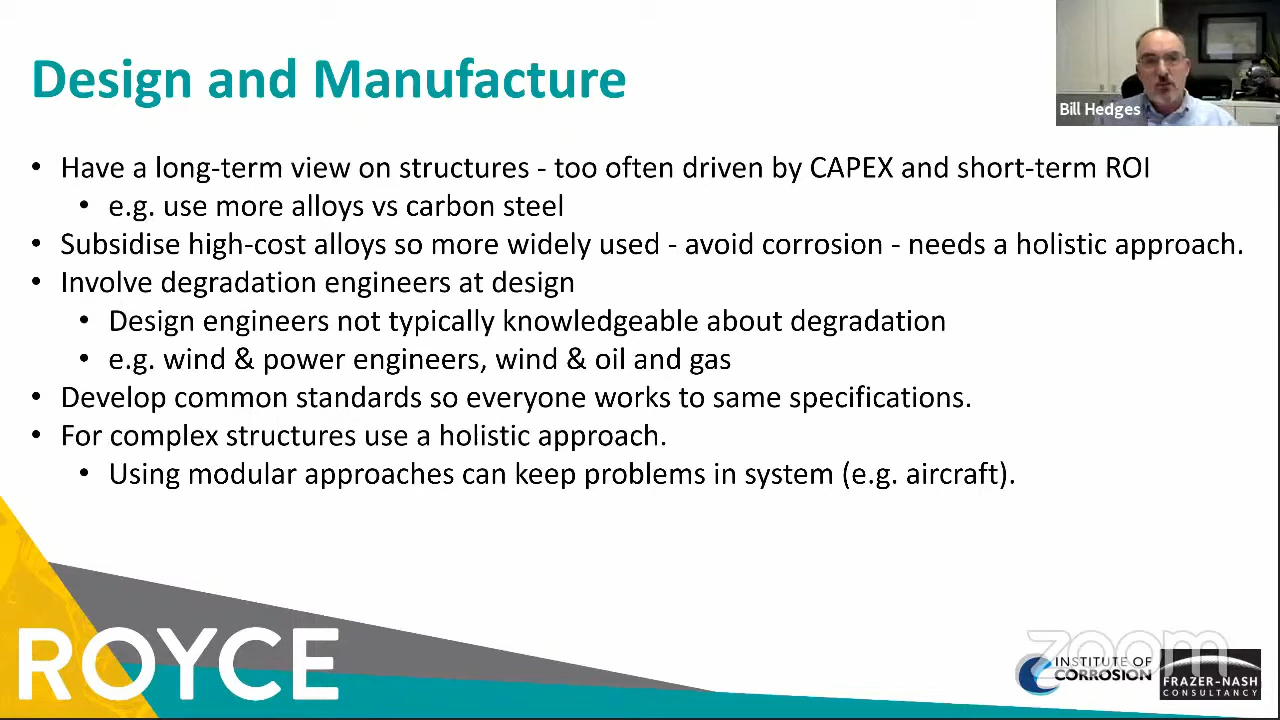 Design and Manufacture
Bill Hedges
• Have a long-term view on structures - too often driven by CAPEX and short-term ROI
• e.g. use more alloys vs carbon steel
• Subsidise high-cost alloys so more widely used - avoid corrosion - needs a holistic approach.
• Involve degradation engineers at design
• Design engineers not typically knowledgeable about degradation
• e.g. wind & power engineers, wind & oil and gas
• Develop common standards so everyone works to same specifications.
• For complex structures use a holistic approach.
• Using modular approaches can keep problems in system (e.g. aircraft).
ROYCE
zoom
INSTITUTE OF
CORROSION
FRAZER-NASH
CONSULTANCY